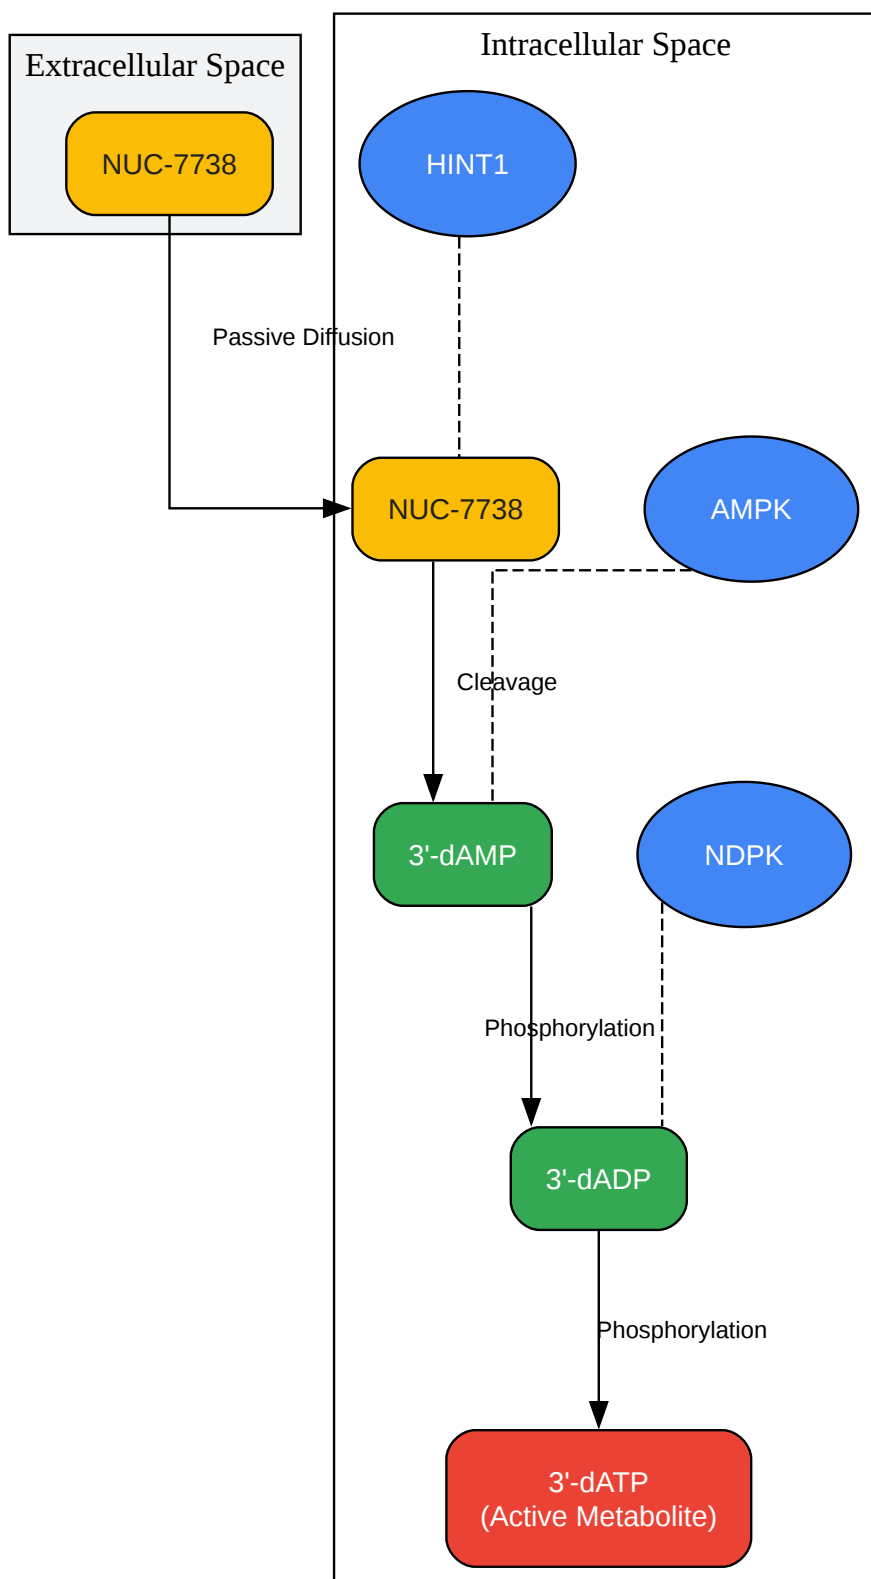 Extracellular Space
Intracellular Space
NUC-7738
HINT1
Passive Diffusion
NUC-7738
AMPK
Cleavage
3'-dAMP
NDPK
Phosphorylation
3'-dADP
Phosphorylation
3'-dATP
(Active Metabolite)